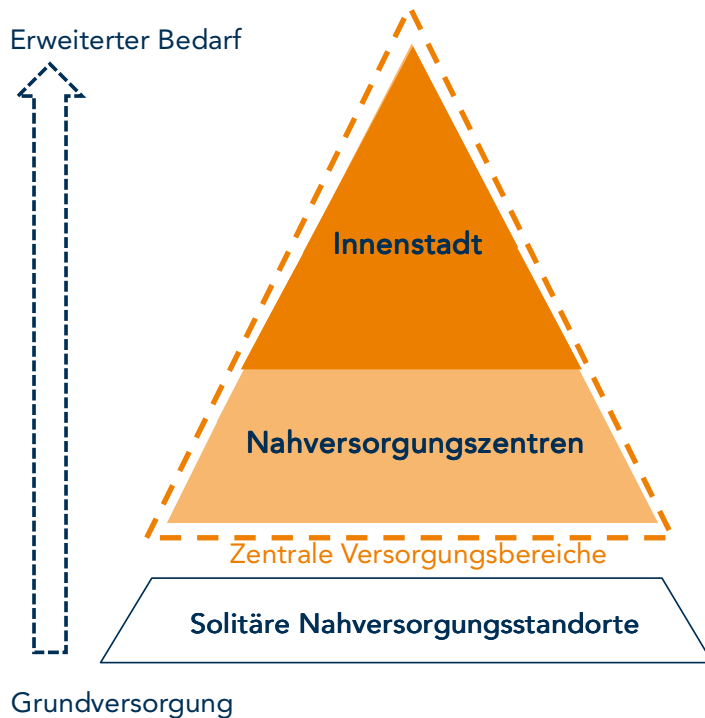 Erweiterter Bedarf
Innenstadt
Nahversorgungszentren
Zentrale Versorgungsbereiche
Solitäre Nahversorgungsstandorte
Grundversorgung